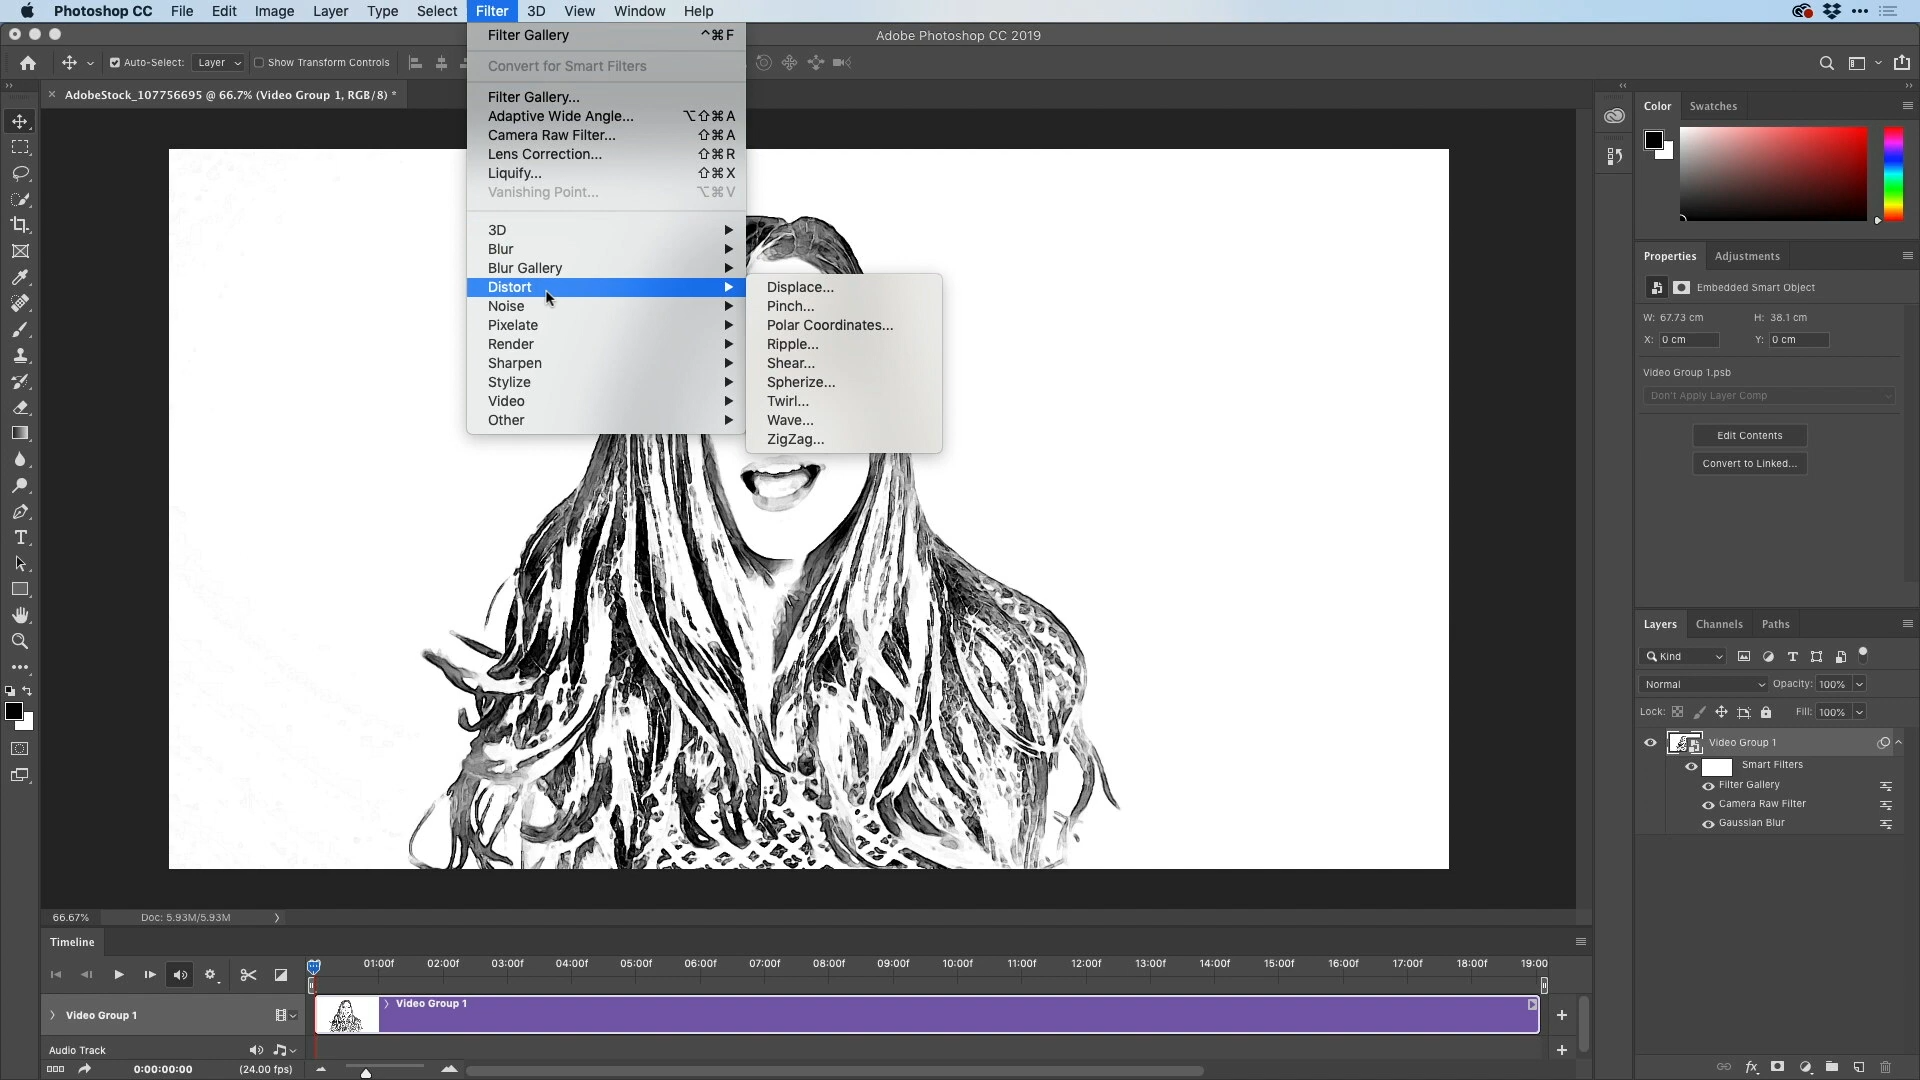 Photoshop CC File Edit Image Layer Type Select Filter 3D View Window Help
Adobe Photoshop CC 2019
Auto-Select: Layer Show Transform Controls
AdobeStock_107756695 @ 66.7% (Video Group 1, RGB/8) *
Filter Gallery ⌃⌘F
Convert for Smart Filters
Filter Gallery...
Adaptive Wide Angle... ⌥⇧⌘A
Camera Raw Filter... ⇧⌘A
Lens Correction... ⇧⌘R
Liquify... ⇧⌘X
Vanishing Point... ⌥⌘V
3D
Blur
Blur Gallery
Distort
Noise
Pixelate
Render
Sharpen
Stylize
Video
Other
Displace...
Pinch...
Polar Coordinates...
Ripple...
Shear...
Spherize...
Twirl...
Wave...
ZigZag...
Color Swatches
Properties Adjustments
Embedded Smart Object
W: 67.73 cm H: 38.1 cm
X: 0 cm Y: 0 cm
Video Group 1.psb
Don't Apply Layer Comp
Edit Contents
Convert to Linked...
Layers Channels Paths
Kind
Normal Opacity: 100%
Lock: Fill: 100%
Video Group 1
Smart Filters
Filter Gallery
Camera Raw Filter
Gaussian Blur
66.67% Doc: 5.93M/5.93M
Timeline
01:00f 02:00f 03:00f 04:00f 05:00f 06:00f 07:00f 08:00f 09:00f 10:00f 11:00f 12:00f 13:00f 14:00f 15:00f 16:00f 17:00f 18:00f 19:00
Video Group 1
Video Group 1
Audio Track
0:00:00:00 (24.00 fps)